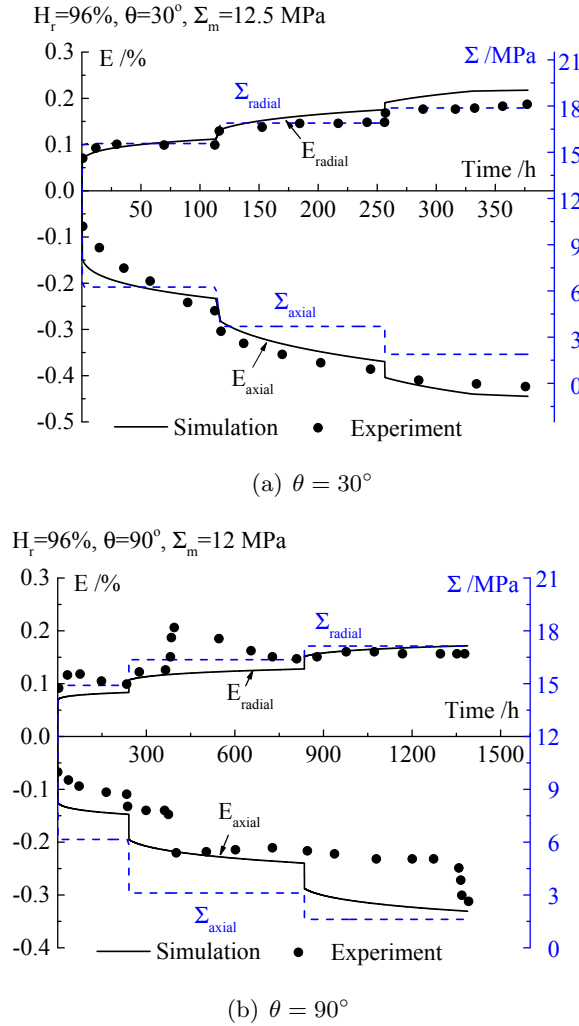 H_r=96%, θ=30°, Σ_m=12.5 MPa
E /%
Σ /MPa
0.3
0.2
0.1
0.0
-0.1
-0.2
-0.3
-0.4
-0.5
21
18
15
12
9
6
3
0
Σ_radial
E_radial
Time /h
50 100 150 200 250 300 350
Σ_axial
E_axial
Simulation Experiment
(a) θ = 30°
H_r=96%, θ=90°, Σ_m=12 MPa
E /%
Σ /MPa
0.3
0.2
0.1
0.0
-0.1
-0.2
-0.3
-0.4
21
18
15
12
9
6
3
0
Σ_radial
E_radial
Time /h
300 600 900 1200 1500
E_axial
Σ_axial
Simulation Experiment
(b) θ = 90°